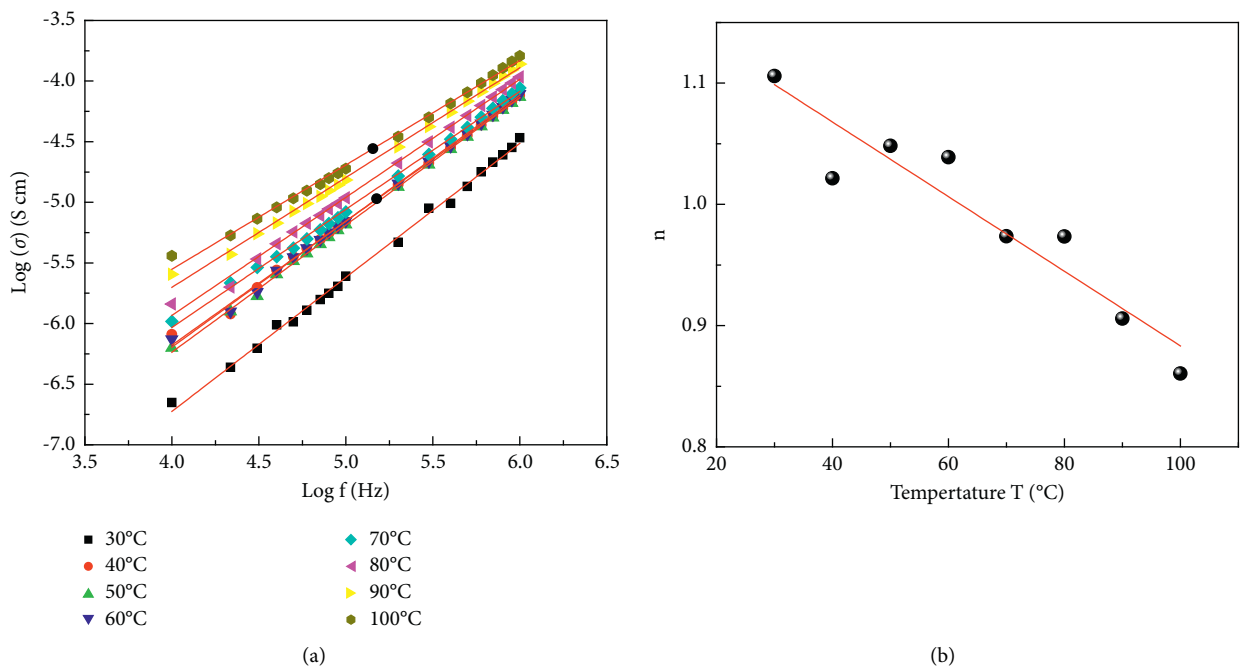 -3.5
-4.0
-4.5
-5.0
-5.5
-6.0
-6.5
-7.0
Log (σ) (S cm)
3.5 4.0 4.5 5.0 5.5 6.0 6.5
Log f (Hz)
30°C
40°C
50°C
60°C
70°C
80°C
90°C
100°C
(a)
1.1
1.0
0.9
0.8
n
20 40 60 80 100
Tempertature T (°C)
(b)